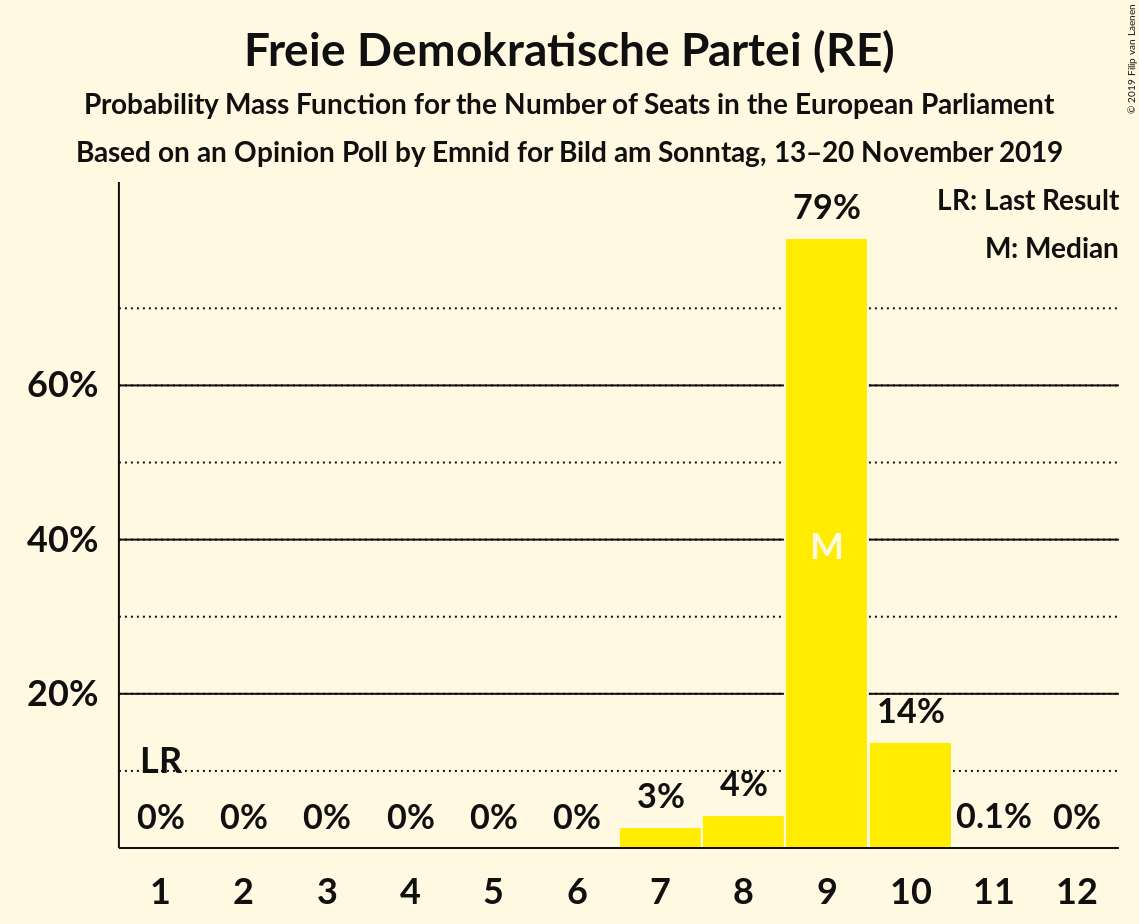 Freie Demokratische Partei (RE)
Probability Mass Function for the Number of Seats in the European Parliament
Based on an Opinion Poll by Emnid for Bild am Sonntag, 13–20 November 2019
© 2019 Filip van Laenen
LR: Last Result
M: Median
79%
60%
40%
M
20%
14%
LR
0% 0% 0% 0% 0% 0% 3% 4% 0.1% 0%
1 2 3 4 5 6 7 8 9 10 11 12